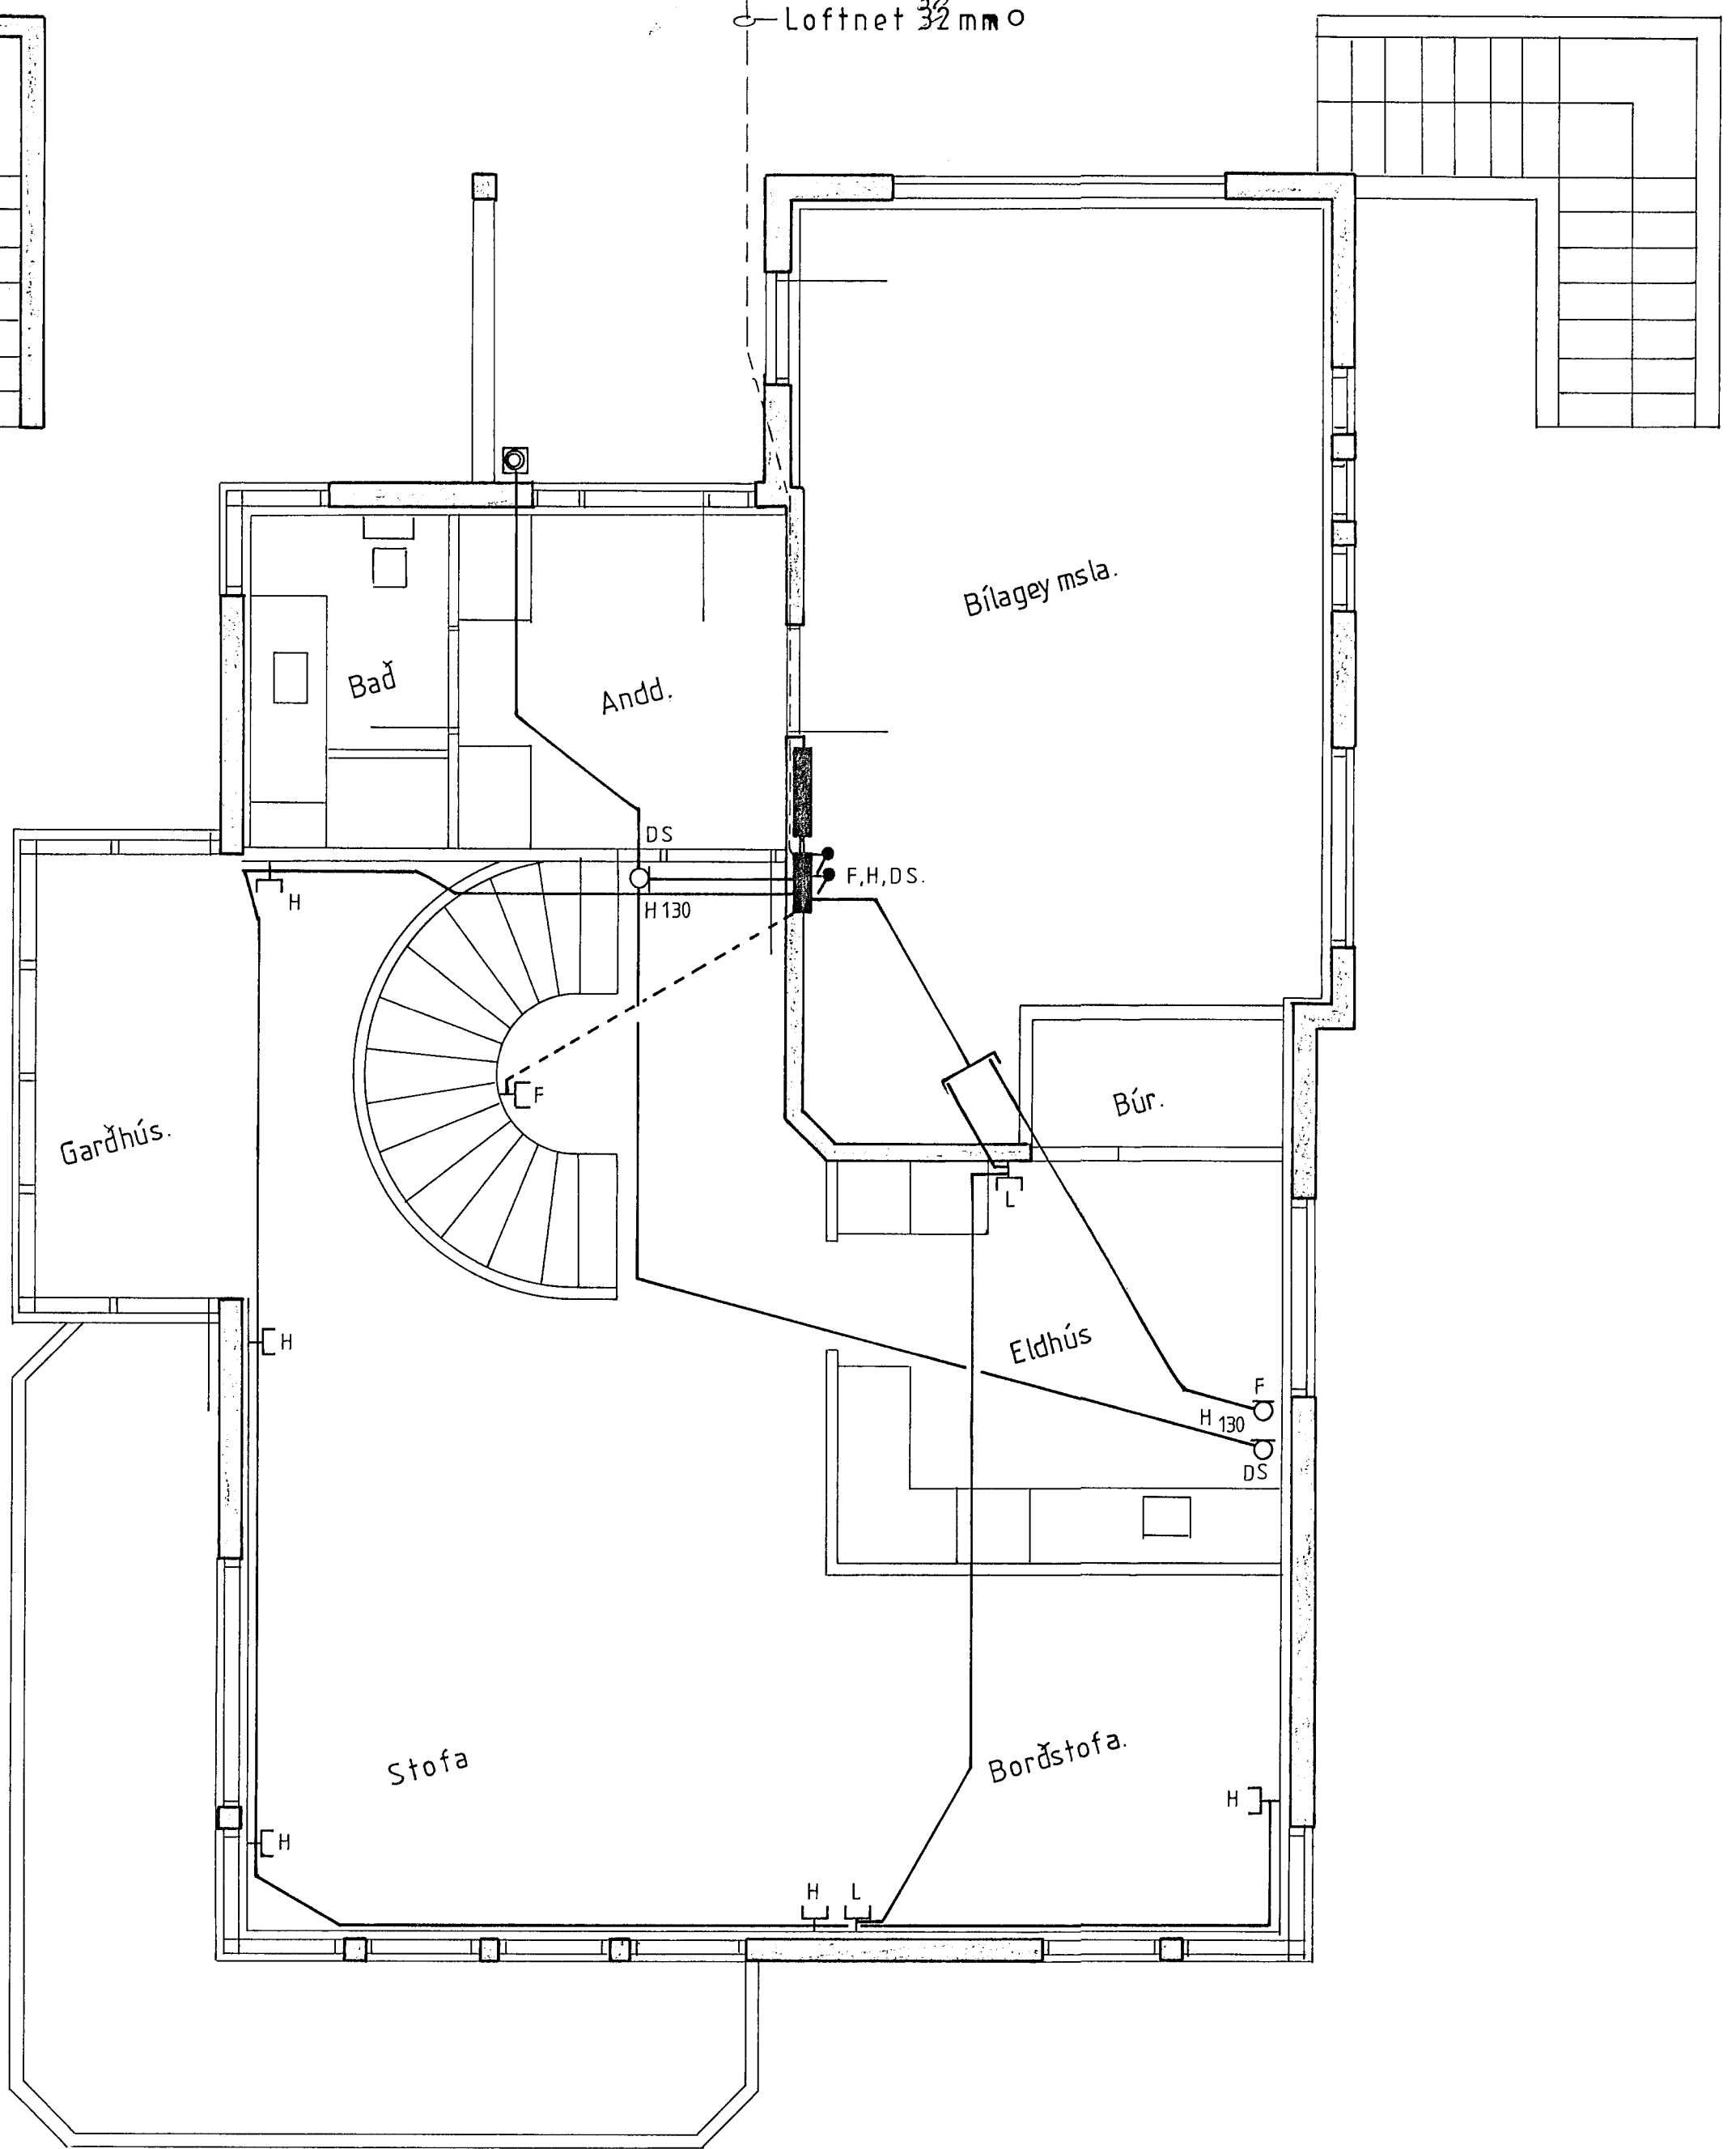 Loftnet 32 mm
Bílageymsla.
Bað
Andd.
DS
F,H,DS.
H
H 130
F
Búr.
Garðhús.
L
Eldhús
H
F
H 130
DS
Stofa
Borðstofa.
H
H
H
L